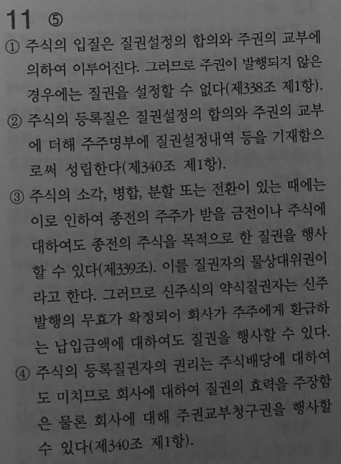 11 ⑤
① 주식의 입질은 질권설정의 합의와 주권의 교부에
의하여 이루어진다. 그러므로 주권이 발행되지 않은
경우에는 질권을 설정할 수 없다(제338조 제1항).
② 주식의 등록질은 질권설정의 합의와 주권의 교부
에 더해 주주명부에 질권설정내역 등을 기재함으
로써 성립한다(제340조 제1항).
③ 주식의 소각, 병합, 분할 또는 전환이 있는 때에는
이로 인하여 종전의 주주가 받을 금전이나 주식에
대하여도 종전의 주식을 목적으로 한 질권을 행사
할 수 있다(제339조). 이를 질권자의 물상대위권이
라고 한다. 그러므로 신주식의 약식질권자는 신주
발행의 무효가 확정되어 회사가 주주에게 환급하
는 납입금액에 대하여도 질권을 행사할 수 있다.
④ 주식의 등록질권자의 권리는 주식배당에 대하여
도 미치므로 회사에 대하여 질권의 효력을 주장함
은 물론 회사에 대해 주권교부청구권을 행사할
수 있다(제340조 제1항).